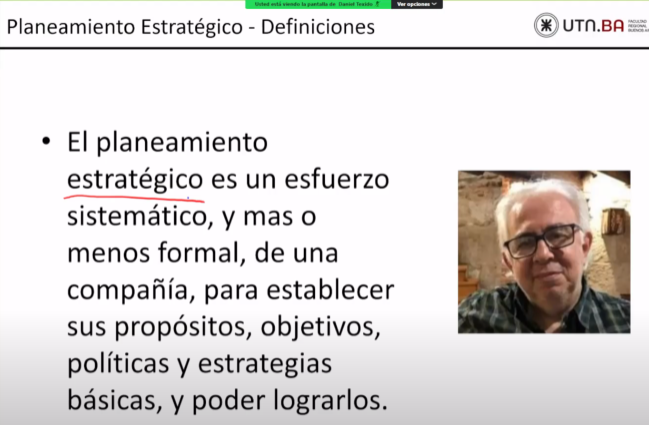 Usted está viendo la pantalla de
Ver opciones
Planeamiento Estratégico - Definiciones
UTN.BA
FACULTAD
REGIONAL
BUENOS AIRES
• El planeamiento
estratégico es un esfuerzo
sistemático, y mas o
menos formal, de una
compañía, para establecer
sus propósitos, objetivos,
políticas y estrategias
básicas, y poder lograrlos.